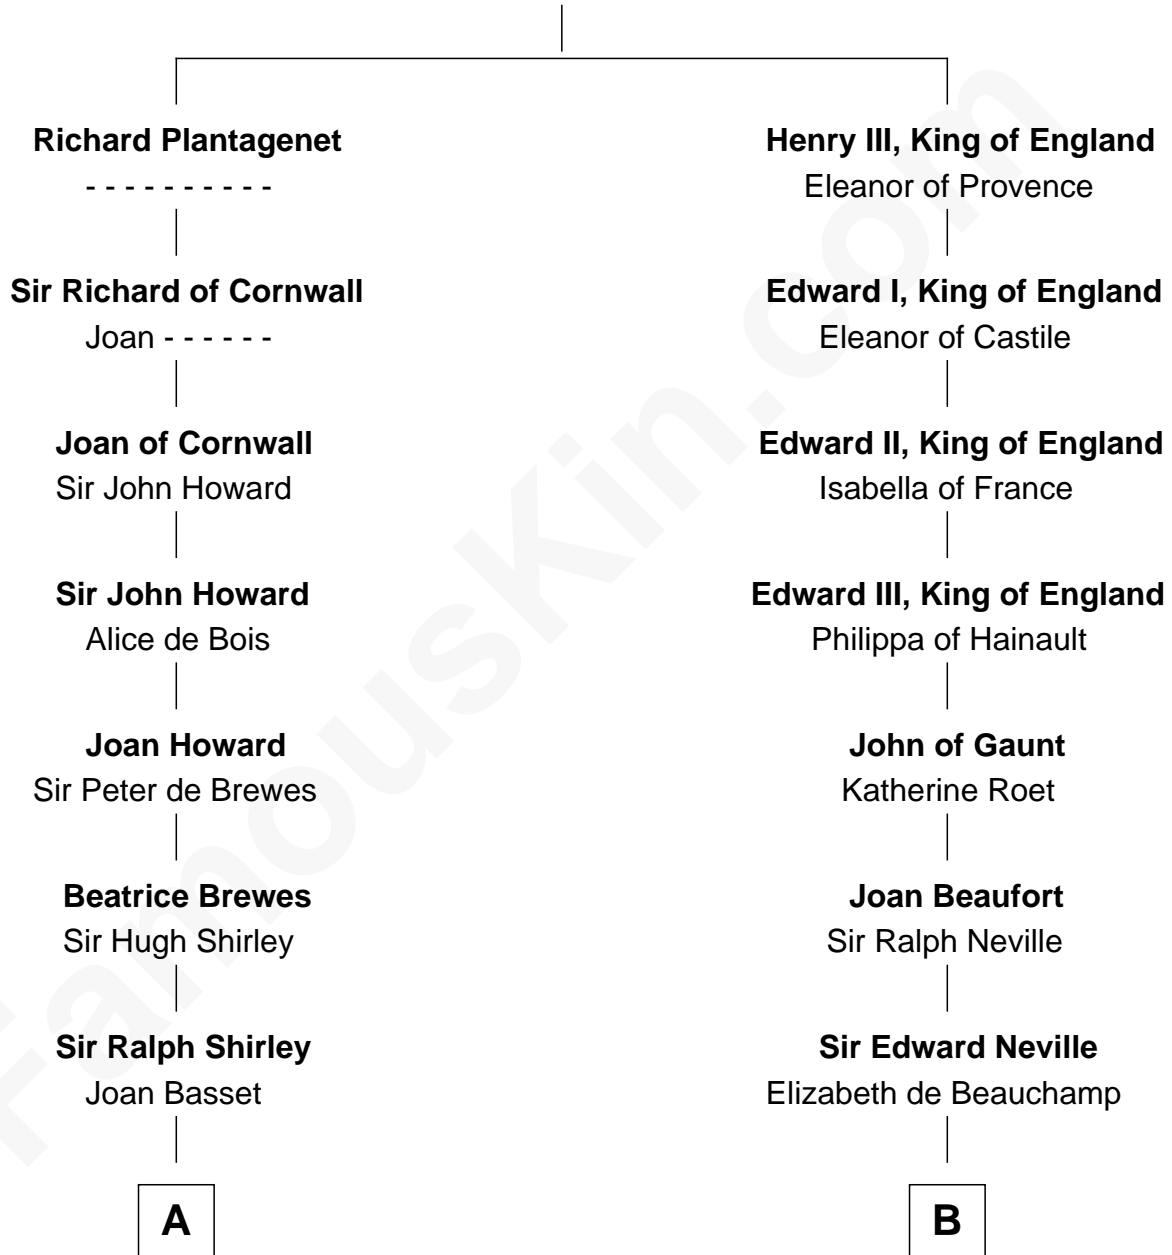 Richard Plantagenet
- - - - - - - - - -
Sir Richard of Cornwall
Joan - - - - - -
Joan of Cornwall
Sir John Howard
Sir John Howard
Alice de Bois
Joan Howard
Sir Peter de Brewes
Beatrice Brewes
Sir Hugh Shirley
Sir Ralph Shirley
Joan Basset
A
Henry III, King of England
Eleanor of Provence
Edward I, King of England
Eleanor of Castile
Edward II, King of England
Isabella of France
Edward III, King of England
Philippa of Hainault
John of Gaunt
Katherine Roet
Joan Beaufort
Sir Ralph Neville
Sir Edward Neville
Elizabeth de Beauchamp
B
FamousKin.com